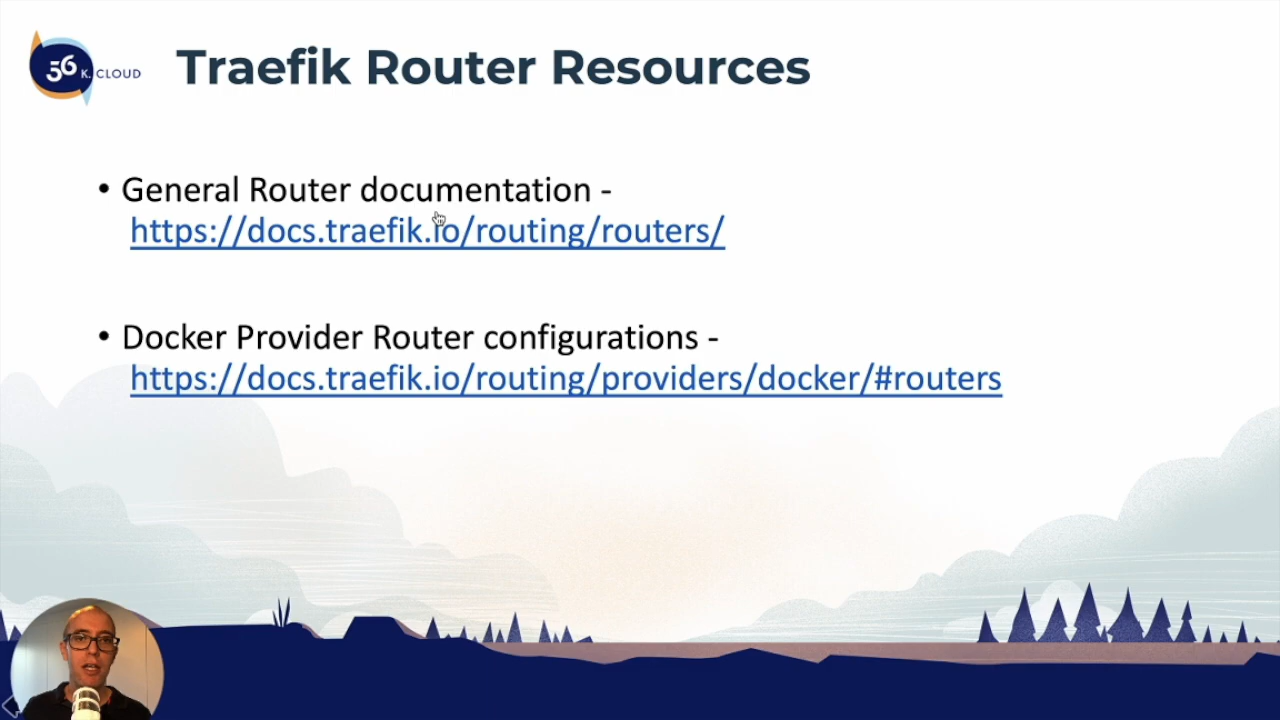 56 K.CLOUD
Traefik Router Resources
• General Router documentation -
https://docs.traefik.io/routing/routers/
• Docker Provider Router configurations -
https://docs.traefik.io/routing/providers/docker/#routers